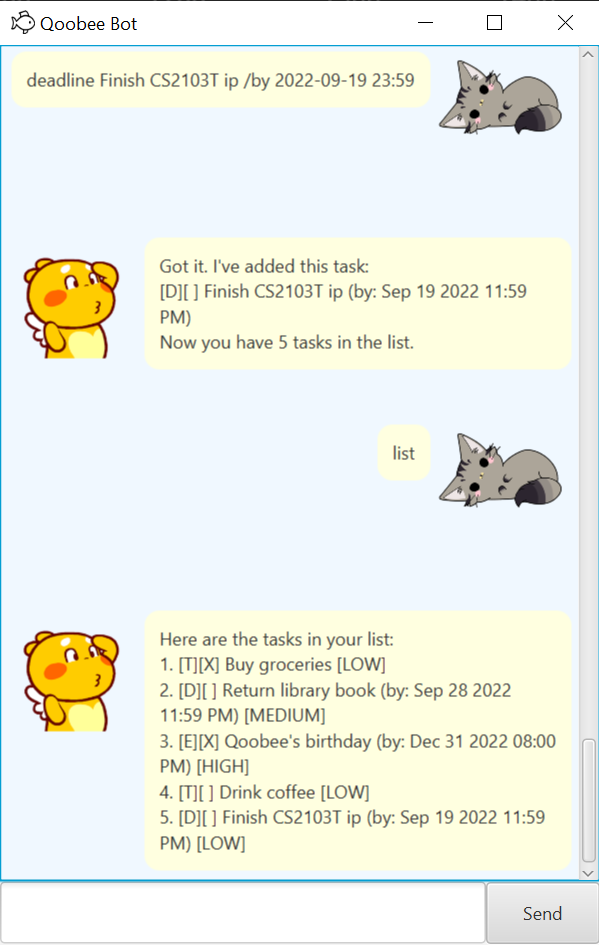 Qoobee Bot
deadline Finish CS2103T ip /by 2022-09-19 23:59
Got it. I've added this task:
[D][ ] Finish CS2103T ip (by: Sep 19 2022 11:59
PM)
Now you have 5 tasks in the list.
list
Here are the tasks in your list:
1. [T][X] Buy groceries [LOW]
2. [D][ ] Return library book (by: Sep 28 2022
11:59 PM) [MEDIUM]
3. [E][X] Qoobee's birthday (by: Dec 31 2022 08:00
PM) [HIGH]
4. [T][ ] Drink coffee [LOW]
5. [D][ ] Finish CS2103T ip (by: Sep 19 2022 11:59
PM) [LOW]
Send